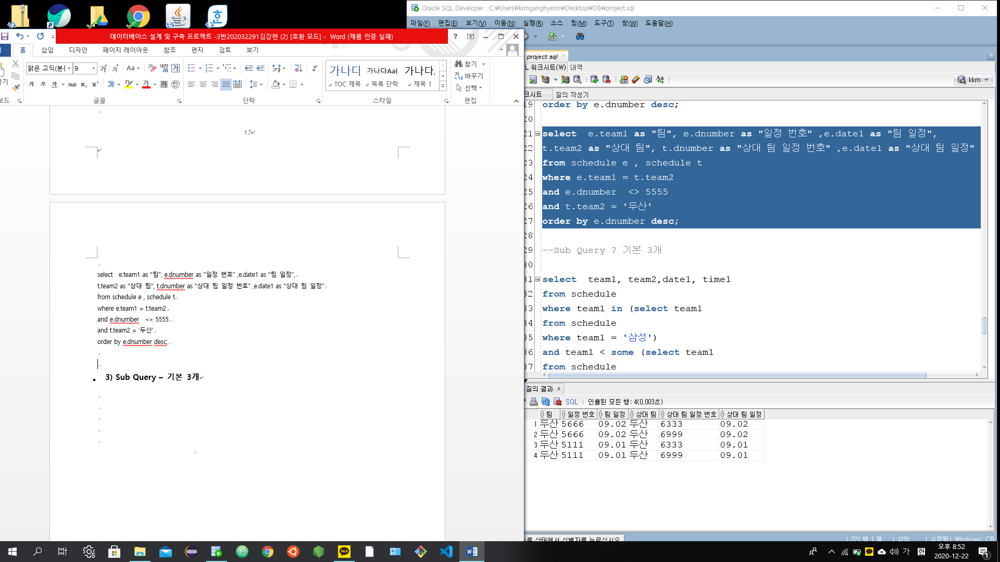 Oracle SQL Developer : C:₩Users₩kimganghyeon₩Desktop₩DB₩project.sql
파일(F) 편집(E) 보기(V) 이동(N) 실행(R) 소스 팀(M) 도구(T) 창(W) 도움말(H)
데이터베이스 설계 및 구축 프로젝트 -3반202032291김강현 (2) [호환 모드] - Word (제품 인증 실패)
홈 삽입 디자인 페이지 레이아웃 참조 편지 검토 보기
맑은 고딕(본문 9
가나디 가나다AaE 가나다,
TOC 제목 목록 단락 제목 1
찾기
바꾸기
선택
글꼴 단락 스타일 편집
17
select e.team1 as "팀", e.dnumber as "일정 번호" ,e.date1 as "팀 일정",
t.team2 as "상대 팀", t.dnumber as "상대 팀 일정 번호" ,e.date1 as "상대 팀 일정"
from schedule e , schedule t
where e.team1 = t.team2
and e.dnumber <> 5555
and t.team2 = '두산'
order by e.dnumber desc;
3) Sub Query – 기본 3개
project.sql
워크시트(W) 내역
kkm
질의 작성기
19 order by e.dnumber desc;
20
21 select e.team1 as "팀", e.dnumber as "일정 번호" ,e.date1 as "팀 일정",
22 t.team2 as "상대 팀", t.dnumber as "상대 팀 일정 번호" ,e.date1 as "상대 팀 일정"
23 from schedule e , schedule t
24 where e.team1 = t.team2
25 and e.dnumber <> 5555
26 and t.team2 = '두산'
27 order by e.dnumber desc;
28
29 --Sub Query ? 기본 3개
30
31 select team1, team2,date1, time1
32 from schedule
33 where team1 in (select team1
34 from schedule
35 where team1 = '삼성')
36 and team1 < some (select team1
37 from schedule
질의 결과 x
SQL | 인출된 모든 행: 4(0,003초)
팀 일정 번호 팀 일정 상대 팀 상대 팀 일정 번호 상대 팀 일정
1 두산 5666 09.02 두산 6333 09.02
2 두산 5666 09.02 두산 6999 09.02
3 두산 5111 09.01 두산 6333 09.01
4 두산 5111 09.01 두산 6999 09.01
221 행 1 열 | 삽입 | 수정됨 | Windows: CR
TALK
가 한
오후 8:52
2020-12-22
1